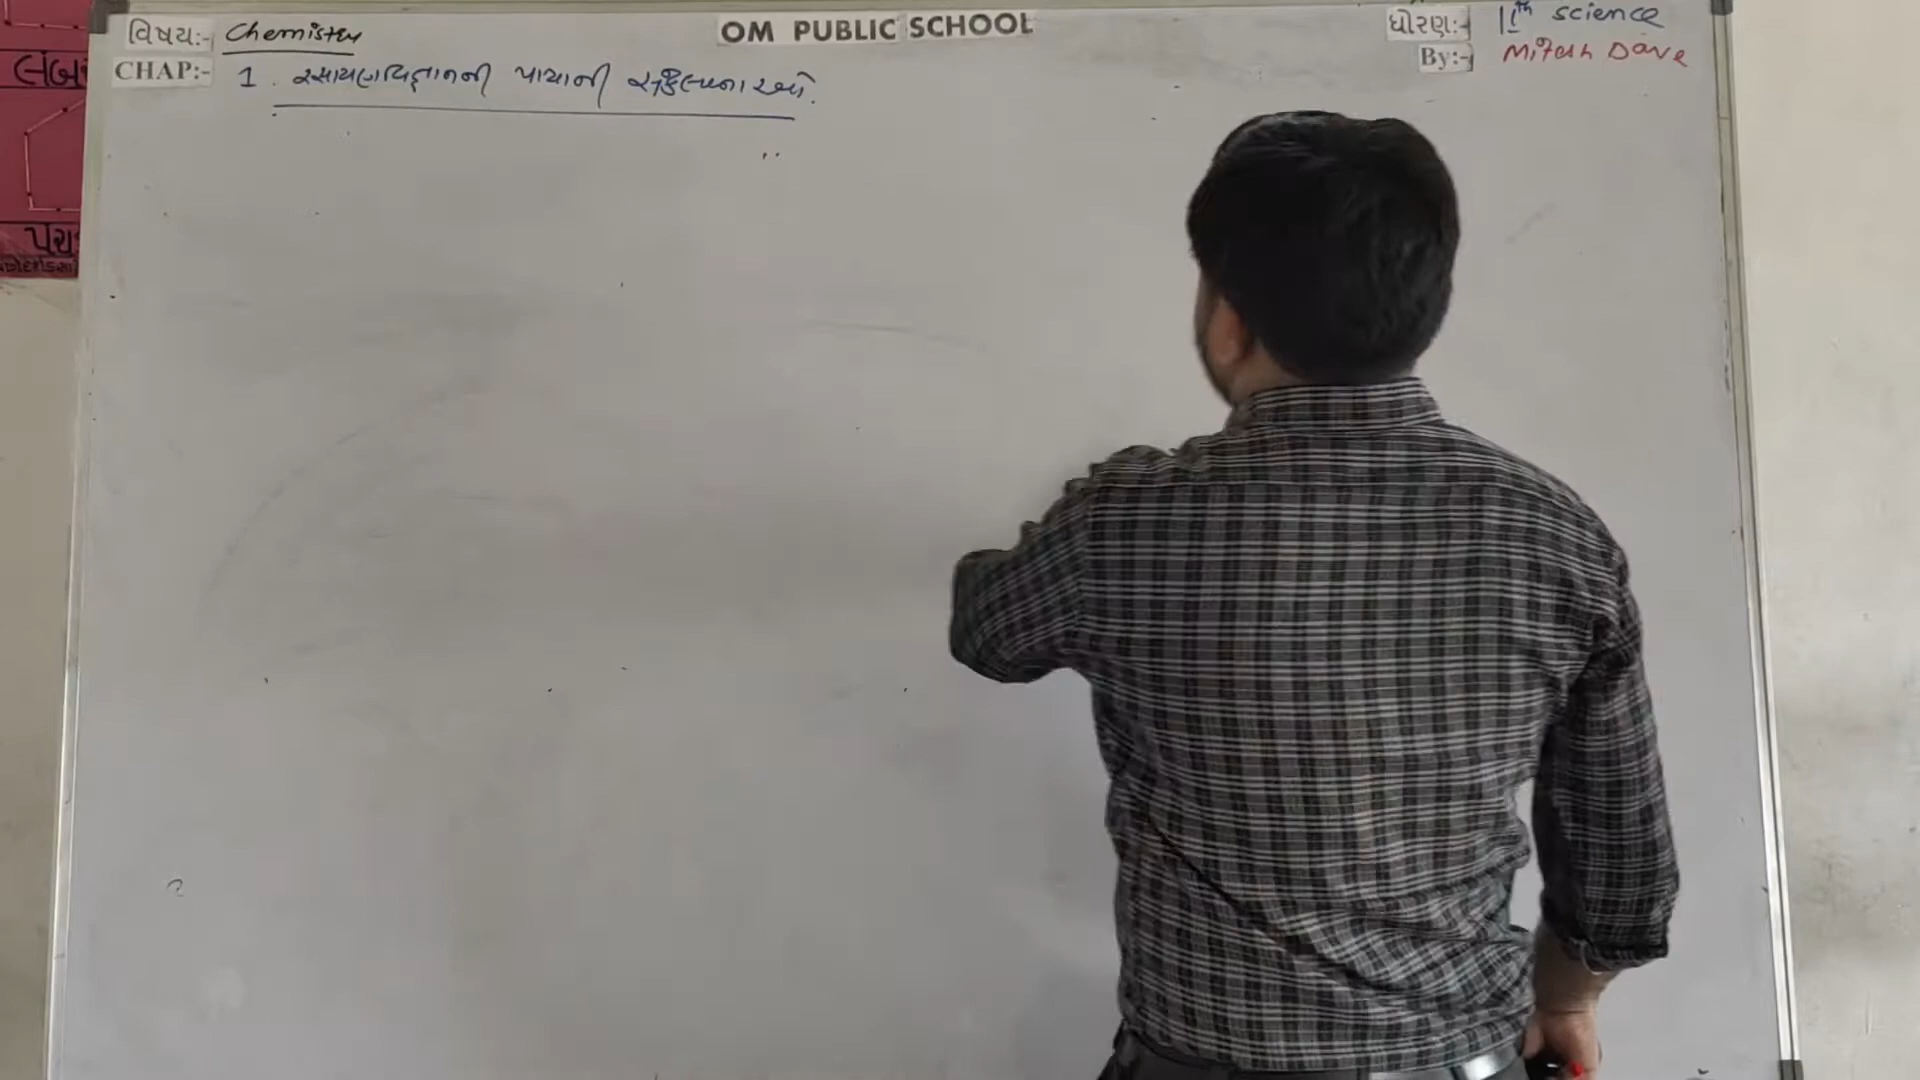 OM PUBLIC SCHOOL
વિષય:- Chemistry
ધોરણ:- 11th science
CHAP:- 1. રસાયણવિજ્ઞાનની પાયાની સંકલ્પનાઓ.
By:- Mitesh Dave